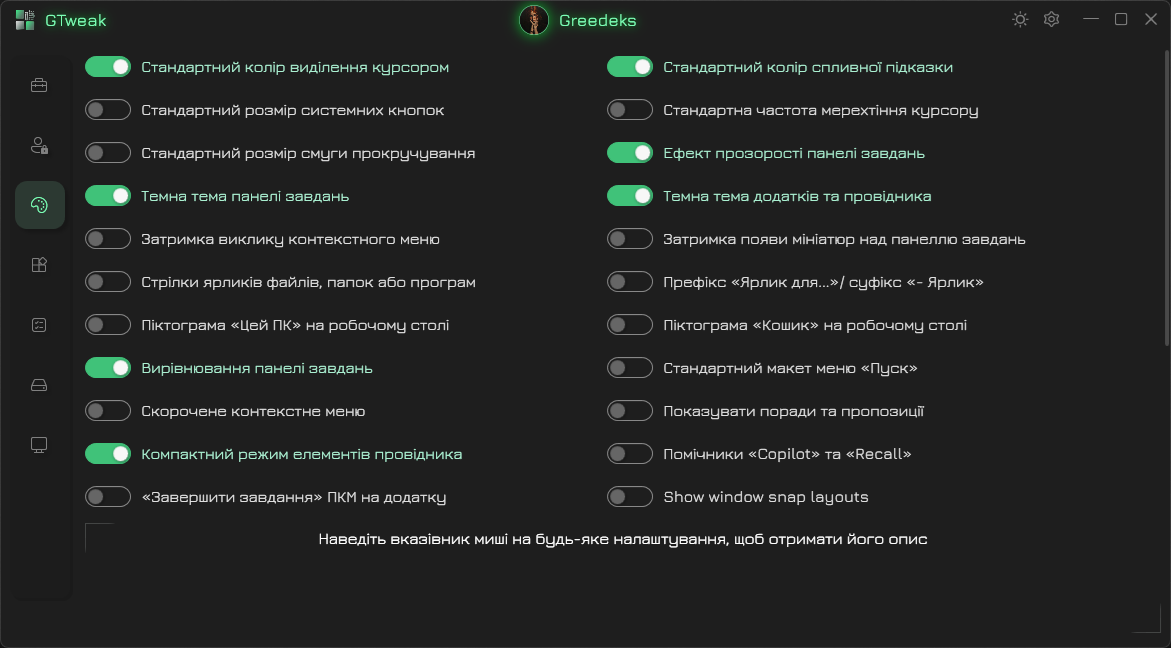 GTweak
Greedeks
Стандартний колір виділення курсором
Стандартний колір спливної підказки
Стандартний розмір системних кнопок
Стандартна частота мерехтіння курсору
Стандартний розмір смуги прокручування
Ефект прозорості панелі завдань
Темна тема панелі завдань
Темна тема додатків та провідника
Затримка виклику контекстного меню
Затримка появи мініатюр над панеллю завдань
Стрілки ярликів файлів, папок або програм
Префікс «Ярлик для...»/ суфікс «- Ярлик»
Піктограма «Цей ПК» на робочому столі
Піктограма «Кошик» на робочому столі
Вирівнювання панелі завдань
Стандартний макет меню «Пуск»
Скорочене контекстне меню
Показувати поради та пропозиції
Компактний режим елементів провідника
Помічники «Copilot» та «Recall»
«Завершити завдання» ПКМ на додатку
Show window snap layouts
Наведіть вказівник миші на будь-яке налаштування, щоб отримати його опис